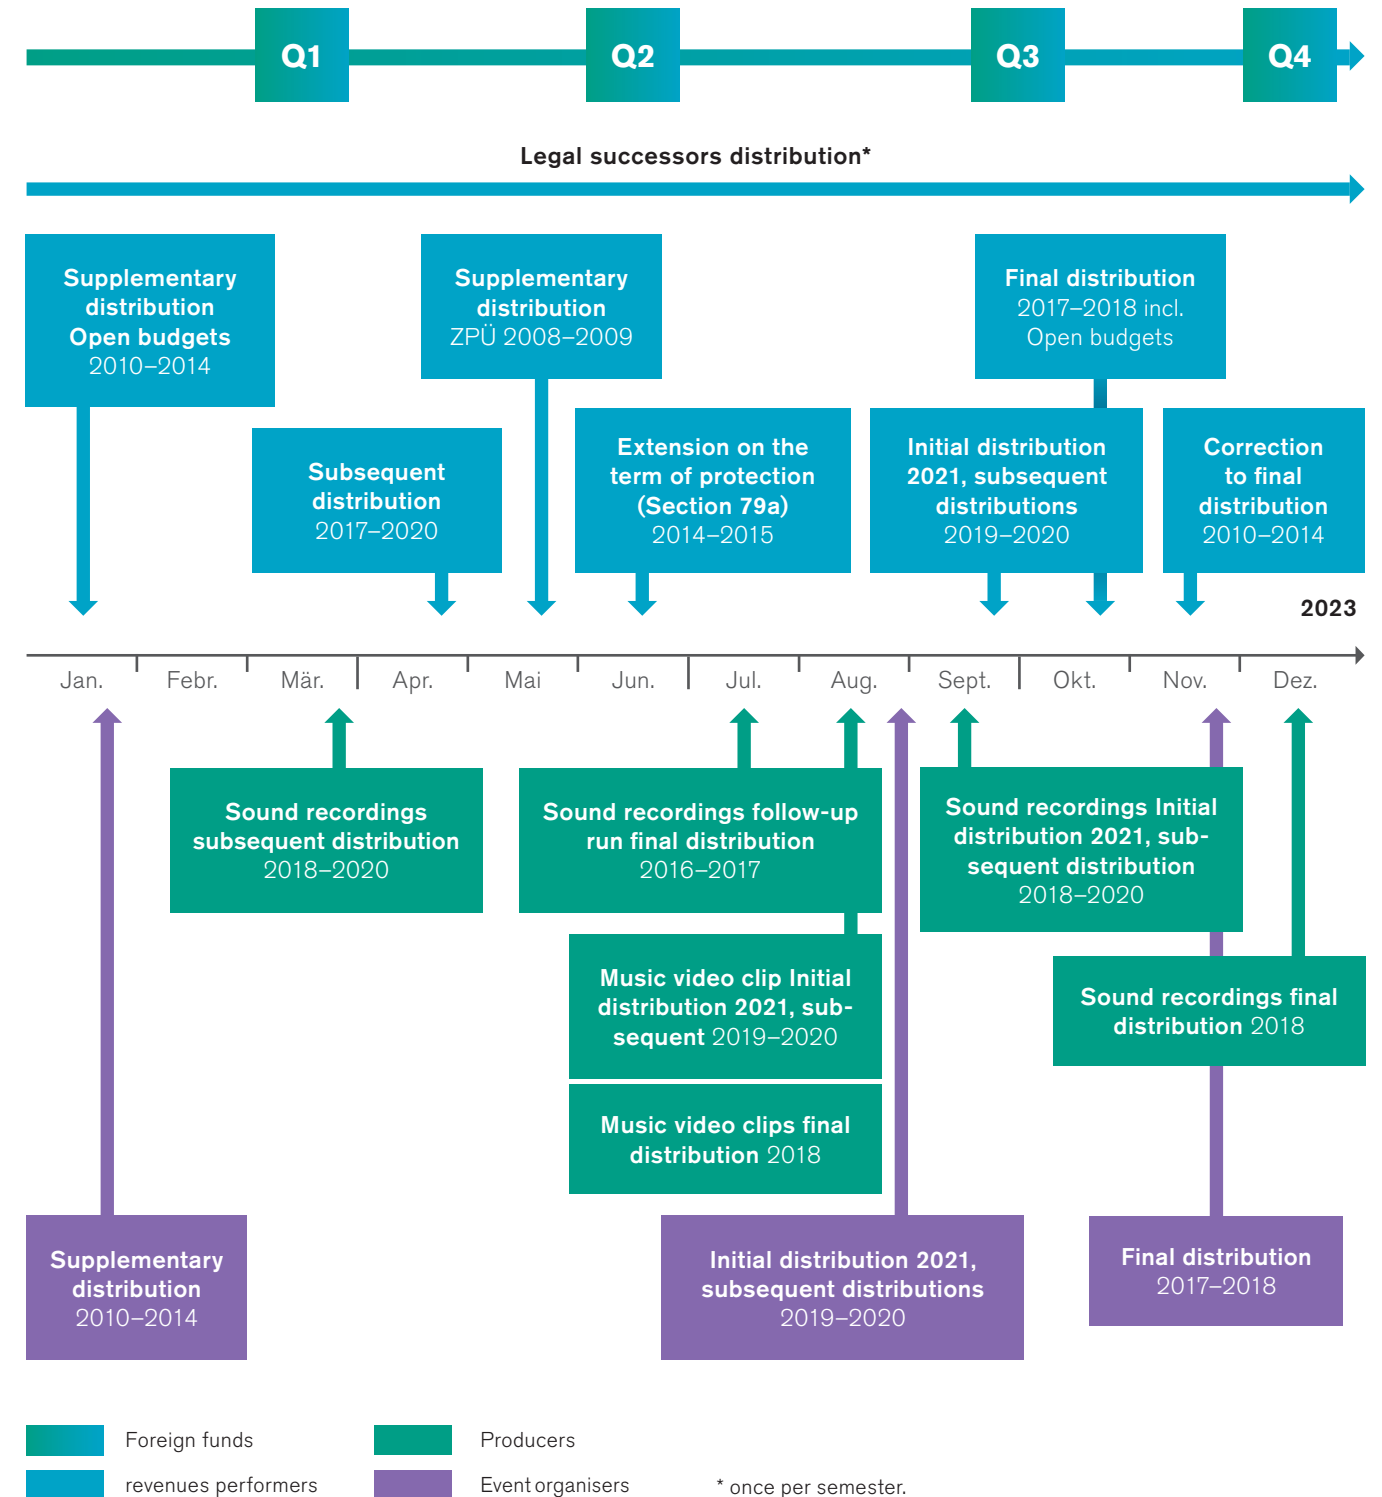 Q1
Q2
Q3
Q4
Legal successors distribution*
Supplementary
distribution
Open budgets
2010–2014
Supplementary
distribution
ZPÜ 2008–2009
Final distribution
2017–2018 incl.
Open budgets
Subsequent
distribution
2017–2020
Extension on the
term of protection
(Section 79a)
2014–2015
Initial distribution
2021, subsequent
distributions
2019–2020
Correction
to final
distribution
2010–2014
2023
Jan.
Febr.
Mär.
Apr.
Mai
Jun.
Jul.
Aug.
Sept.
Okt.
Nov.
Dez.
Sound recordings
subsequent distribution
2018–2020
Sound recordings follow-up
run final distribution
2016–2017
Sound recordings Initial
distribution 2021, sub-
sequent distribution
2018–2020
Music video clip Initial
distribution 2021, sub-
sequent 2019–2020
Sound recordings final
distribution 2018
Music video clips final
distribution 2018
Supplementary
distribution
2010–2014
Initial distribution 2021,
subsequent distributions
2019–2020
Final distribution
2017–2018
Foreign funds
Producers
revenues performers
Event organisers
* once per semester.